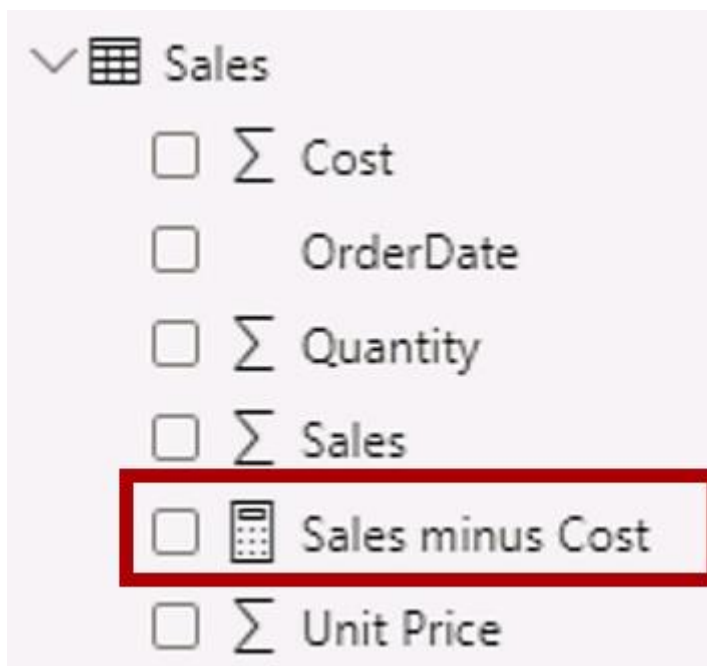 Sales
Cost
OrderDate
Quantity
Sales
Sales minus Cost
Unit Price